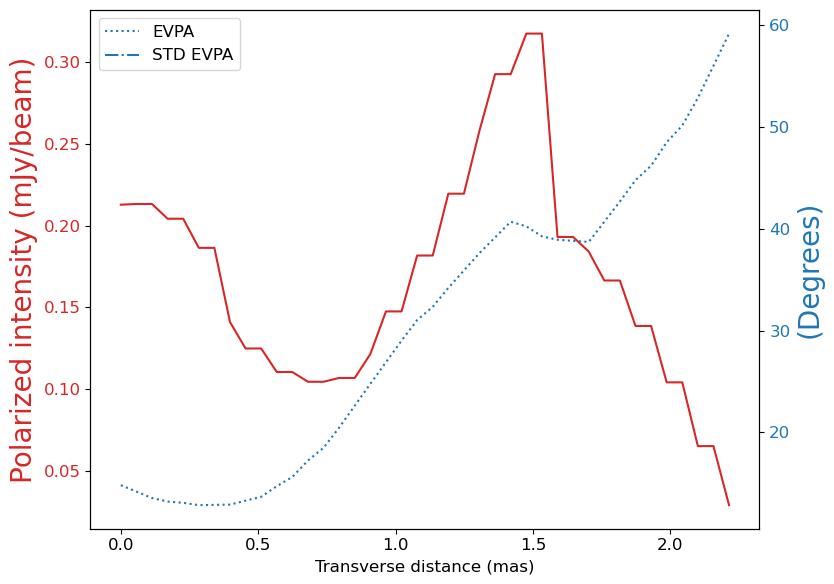 EVPA
STD EVPA
Polarized intensity (mJy/beam)
0.30
0.25
0.20
0.15
0.10
0.05
60
50
40
30
20
(Degrees)
0.0 0.5 1.0 1.5 2.0
Transverse distance (mas)